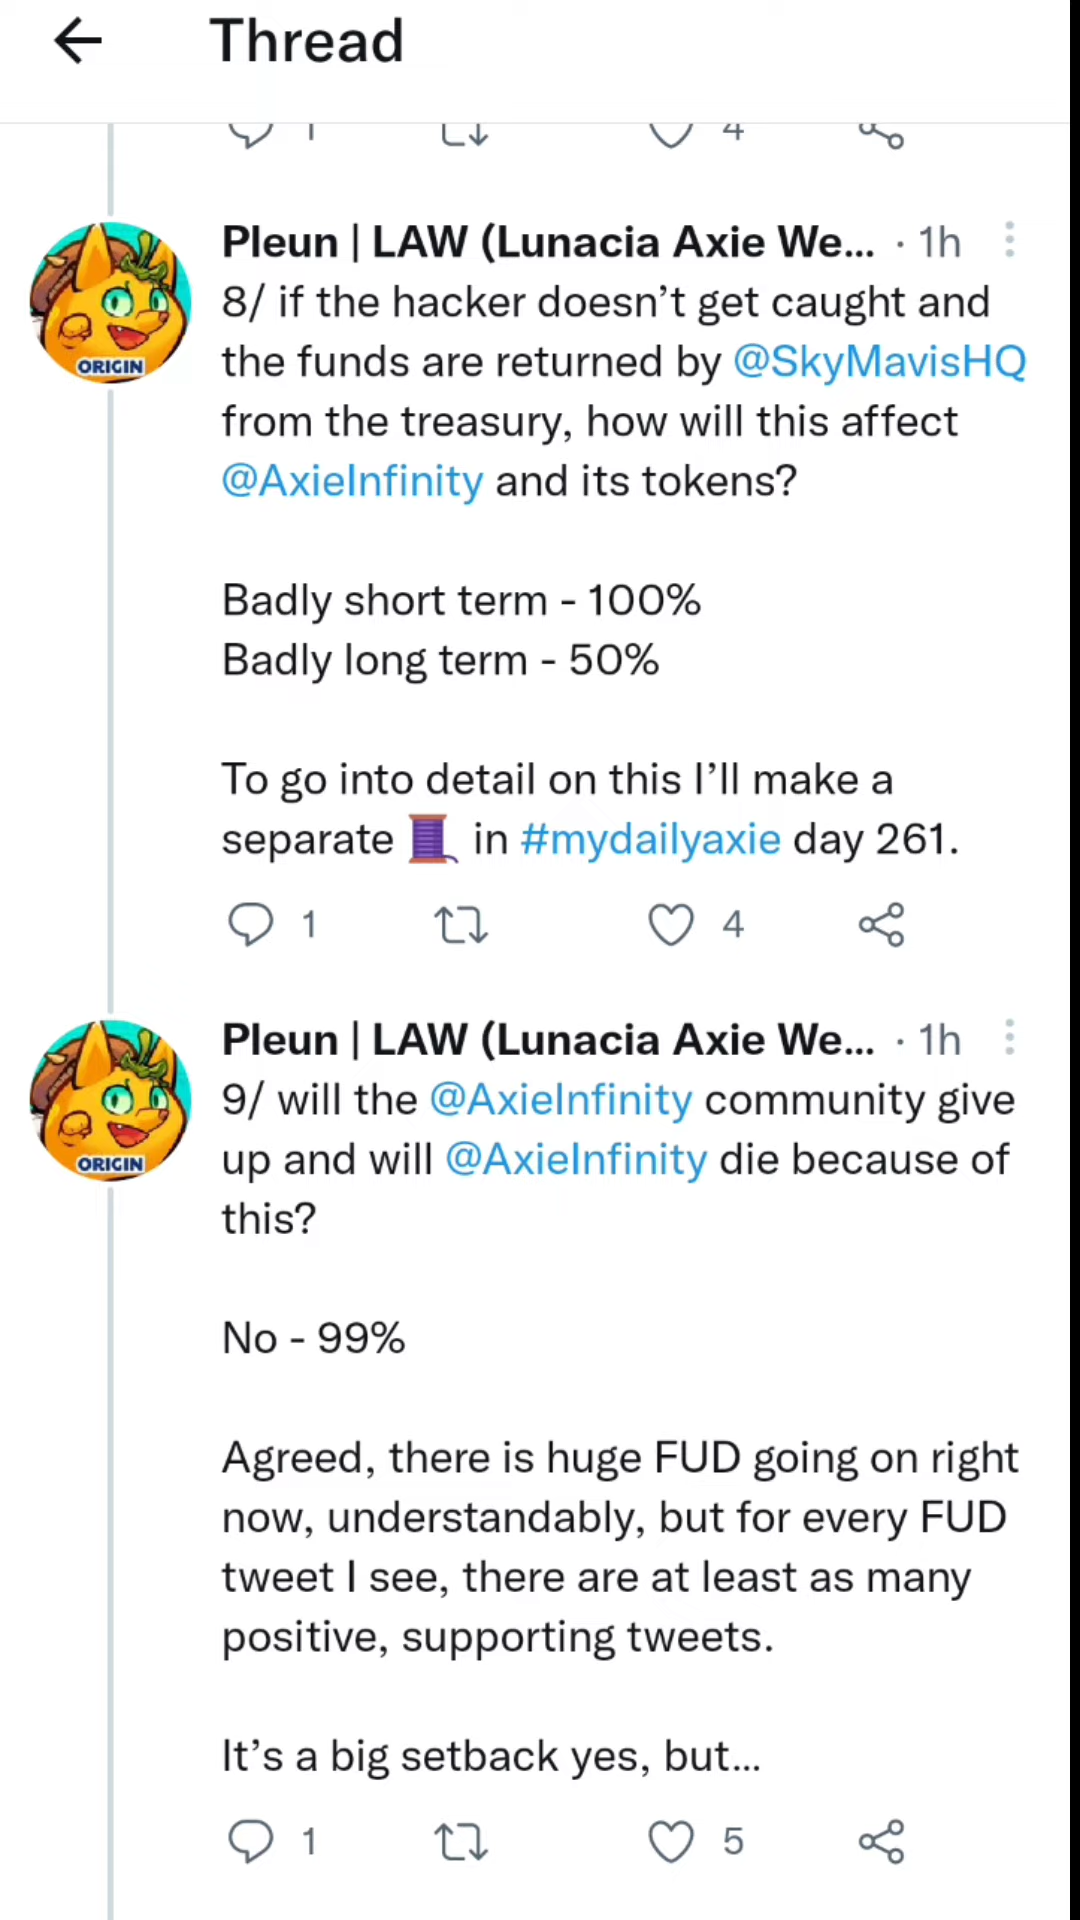 Thread
4
Pleun | LAW (Lunacia Axie We... · 1h
8/ if the hacker doesn’t get caught and
the funds are returned by @SkyMavisHQ
from the treasury, how will this affect
@AxieInfinity and its tokens?
Badly short term - 100%
Badly long term - 50%
To go into detail on this I’ll make a
separate 🧵 in #mydailyaxie day 261.
1 4
ORIGIN
Pleun | LAW (Lunacia Axie We... · 1h
9/ will the @AxieInfinity community give
up and will @AxieInfinity die because of
this?
No - 99%
Agreed, there is huge FUD going on right
now, understandably, but for every FUD
tweet I see, there are at least as many
positive, supporting tweets.
It’s a big setback yes, but...
1 5
ORIGIN